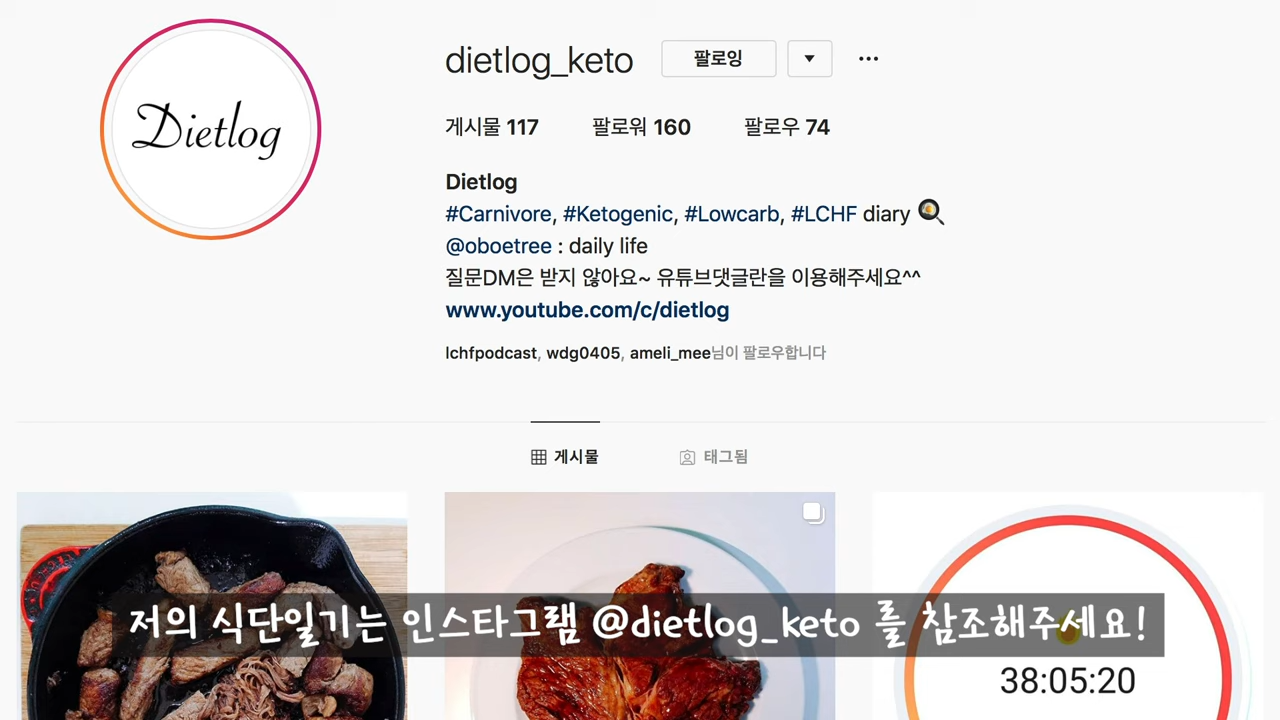 Dietlog
dietlog_keto 팔로잉
게시물 117 팔로워 160 팔로우 74
Dietlog
#Carnivore, #Ketogenic, #Lowcarb, #LCHF diary
@oboetree : daily life
질문DM은 받지 않아요~ 유튜브댓글란을 이용해주세요^^
www.youtube.com/c/dietlog
lchfpodcast, wdg0405, ameli_mee님이 팔로우합니다
게시물 태그됨
저의 식단일기는 인스타그램 @dietlog_keto 를 참조해주세요!
38:05:20